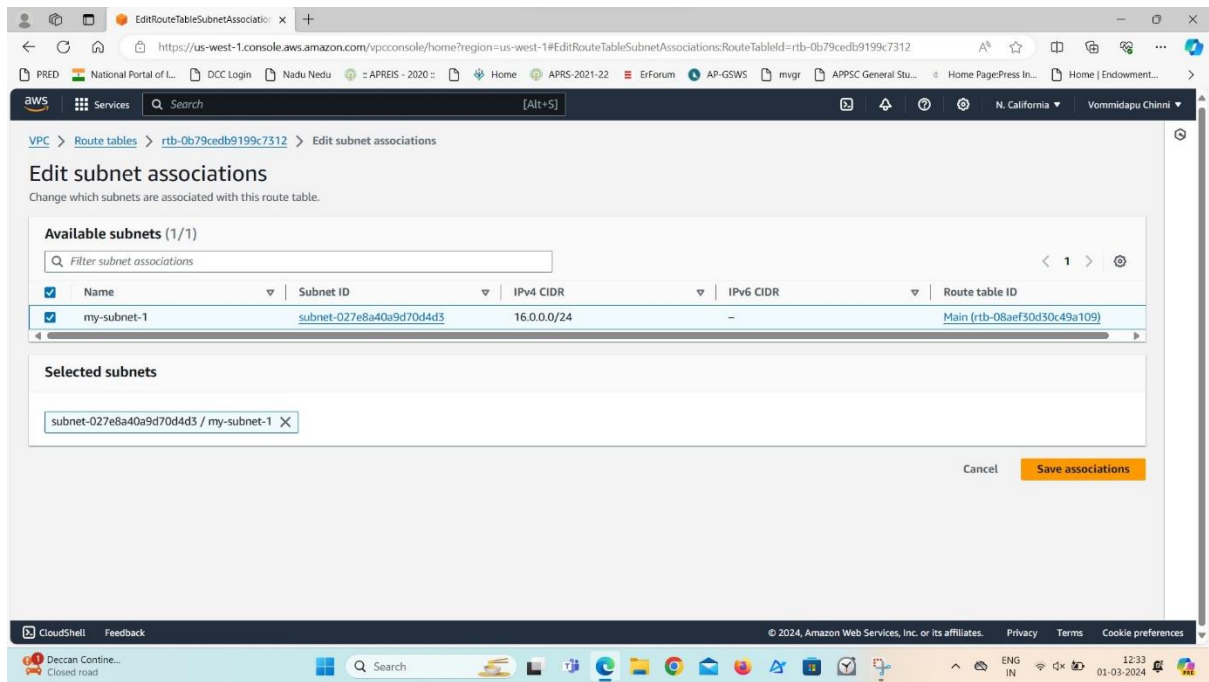 EditRouteTableSubnetAssociation
https://us-west-1.console.aws.amazon.com/vpcconsole/home?region=us-west-1#EditRouteTableSubnetAssociations:RouteTableId=rtb-0b79cedb9199c7312
PRED National Portal of I... DCC Login Nadu Nedu :: APREIS - 2020 :: Home APRS-2021-22 ErForum AP-GSWS mvgr APPSC General Stu... Home Page:Press In... Home | Endowment...
aws Services Search [Alt+S] N. California Vommidapu Chinni
VPC > Route tables > rtb-0b79cedb9199c7312 > Edit subnet associations
Edit subnet associations
Change which subnets are associated with this route table.
Available subnets (1/1)
Filter subnet associations
1
Name Subnet ID IPv4 CIDR IPv6 CIDR Route table ID
my-subnet-1 subnet-027e8a40a9d70d4d3 16.0.0.0/24 – Main (rtb-08aef30d30c49a109)
Selected subnets
subnet-027e8a40a9d70d4d3 / my-subnet-1
Cancel Save associations
CloudShell Feedback © 2024, Amazon Web Services, Inc. or its affiliates. Privacy Terms Cookie preferences
Deccan Contine... Search ENG 12:33
Closed road IN 01-03-2024